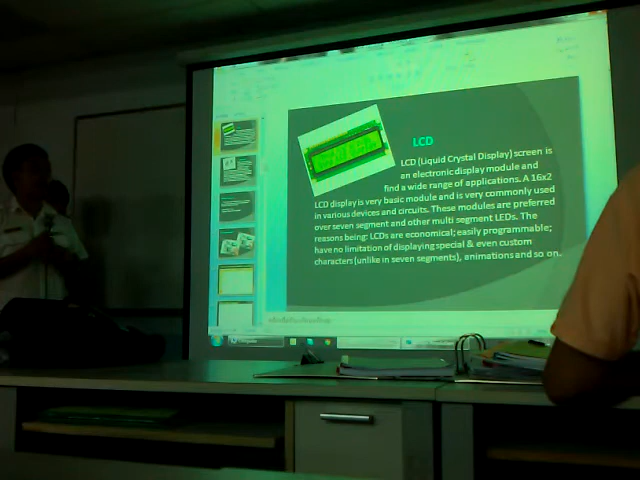 LCD
LCD (Liquid Crystal Display) screen is
an electronic display module and
find a wide range of applications. A 16x2
LCD display is very basic module and is very commonly used
in various devices and circuits. These modules are preferred
over seven segment and other multi segment LEDs. The
reasons being: LCDs are economical; easily programmable;
have no limitation of displaying special & even custom
characters (unlike in seven segments), animations and so on.